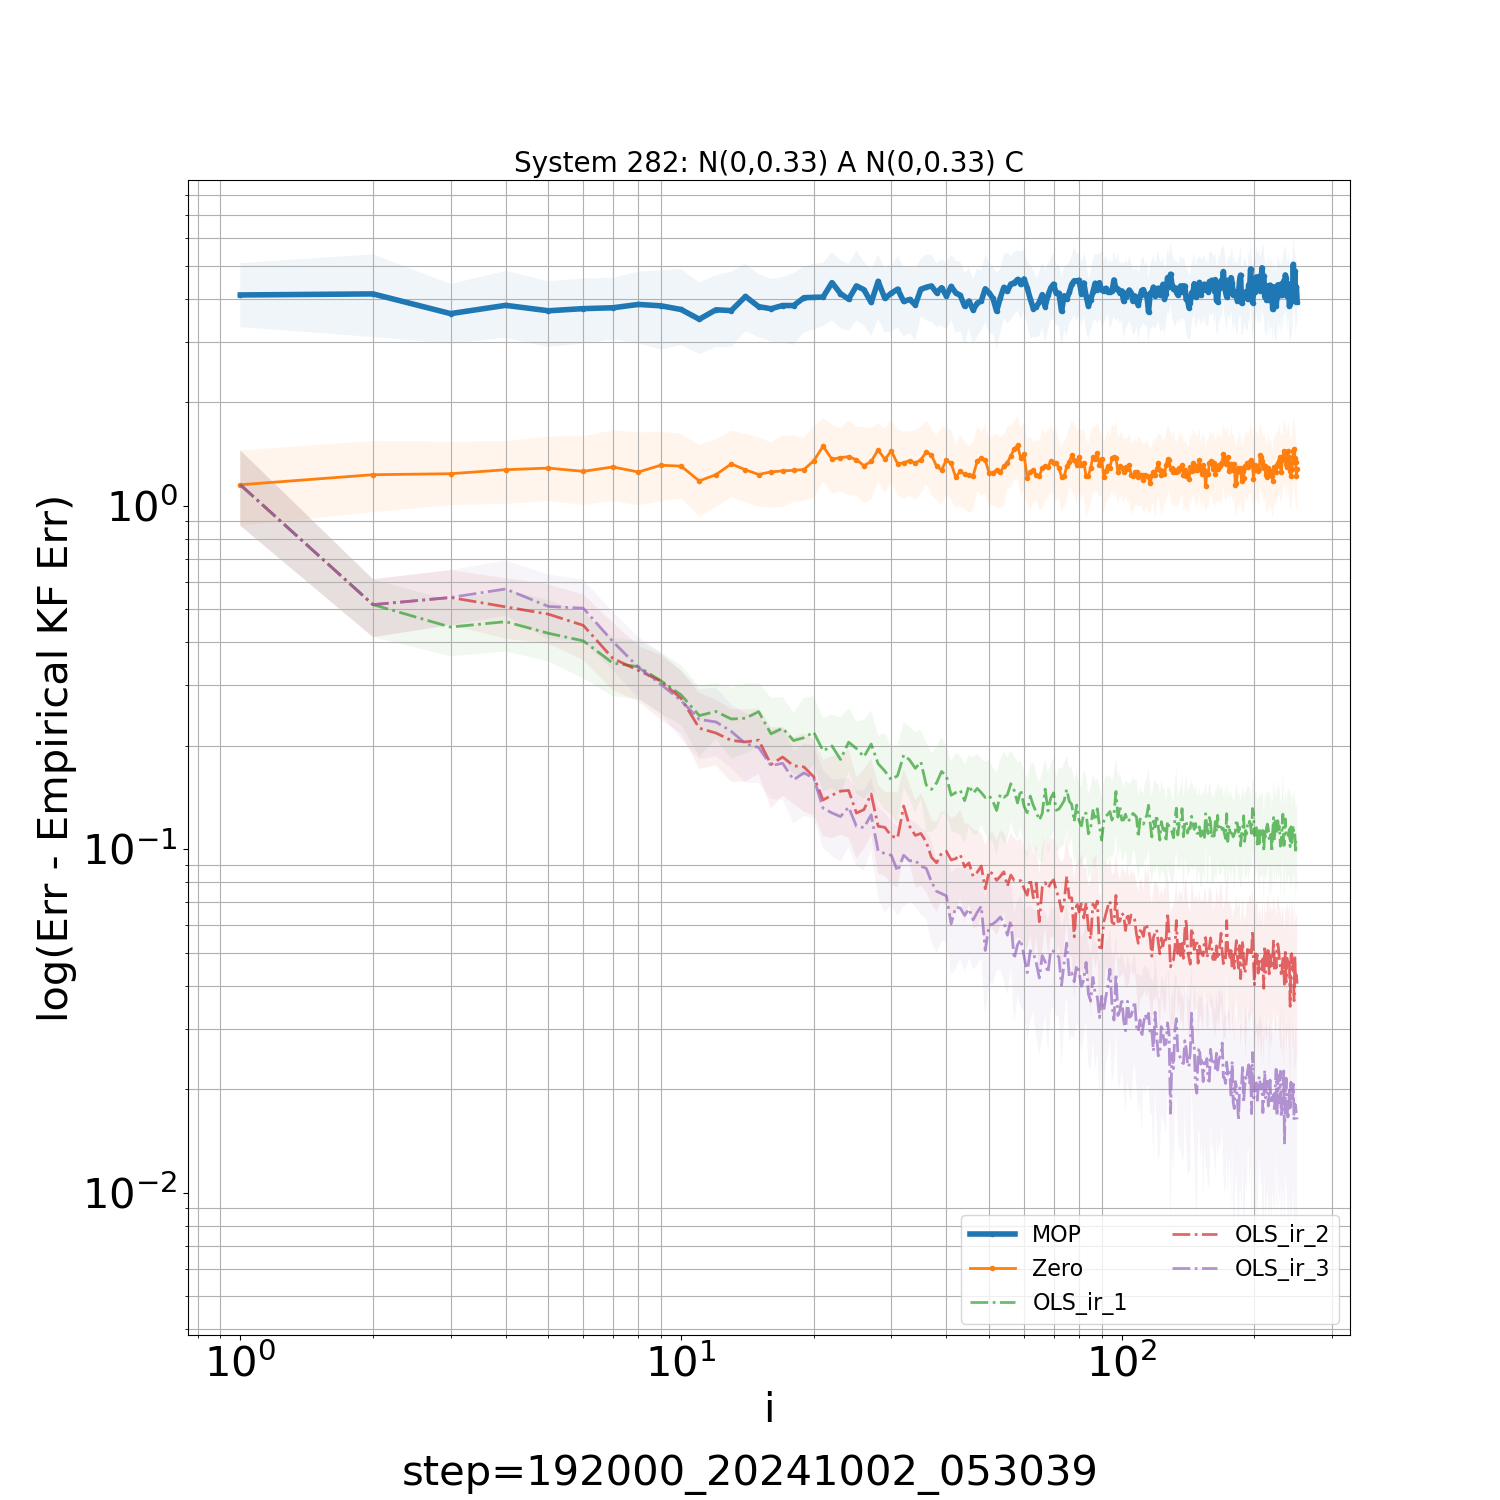 System 282: N(0,0.33) A N(0,0.33) C
log(Err - Empirical KF Err)
10⁰
10⁻¹
10⁻²
MOP
Zero
OLS_ir_1
OLS_ir_2
OLS_ir_3
10⁰ 10¹ 10²
i
step=192000_20241002_053039